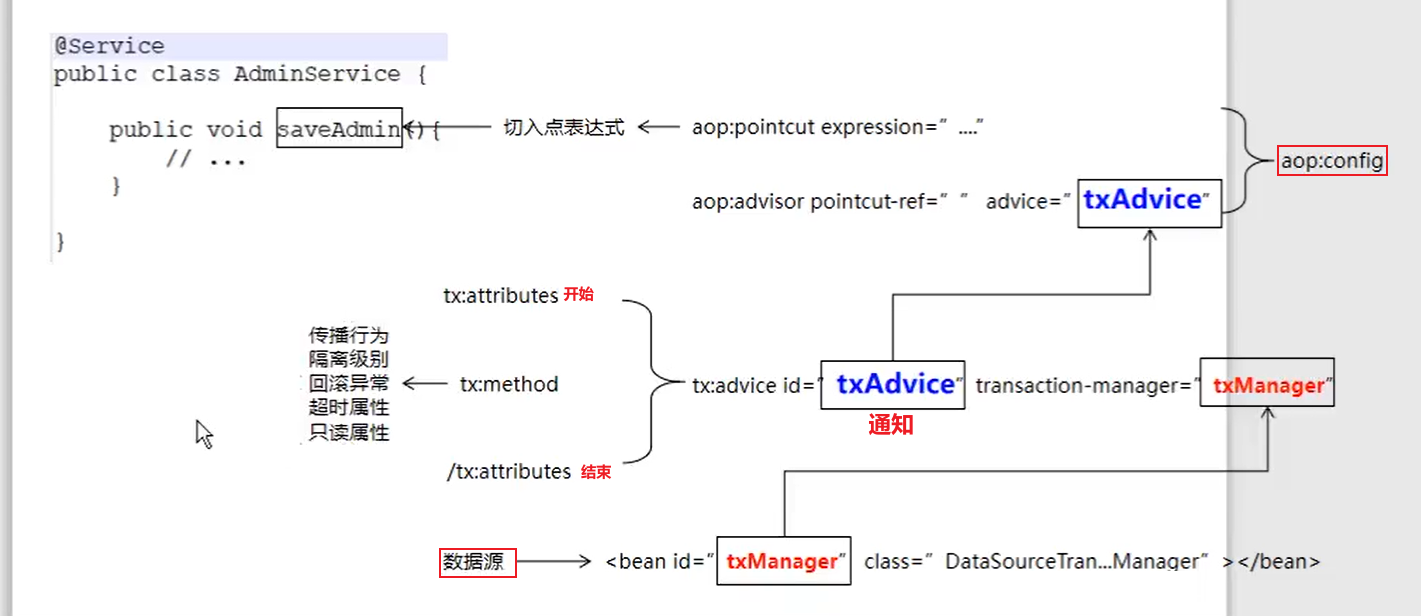 @Service
public class AdminService {
public void saveAdmin(){ 切入点表达式 aop:pointcut expression=” ....”
// ...
}
aop:config
aop:advisor pointcut-ref=” ” advice=” txAdvice”
}
tx:attributes 开始
传播行为
隔离级别
回滚异常
超时属性
只读属性
tx:method
tx:advice id=” txAdvice” transaction-manager=” txManager”
通知
/tx:attributes 结束
数据源 <bean id=” txManager” class=” DataSourceTran...Manager” ></bean>